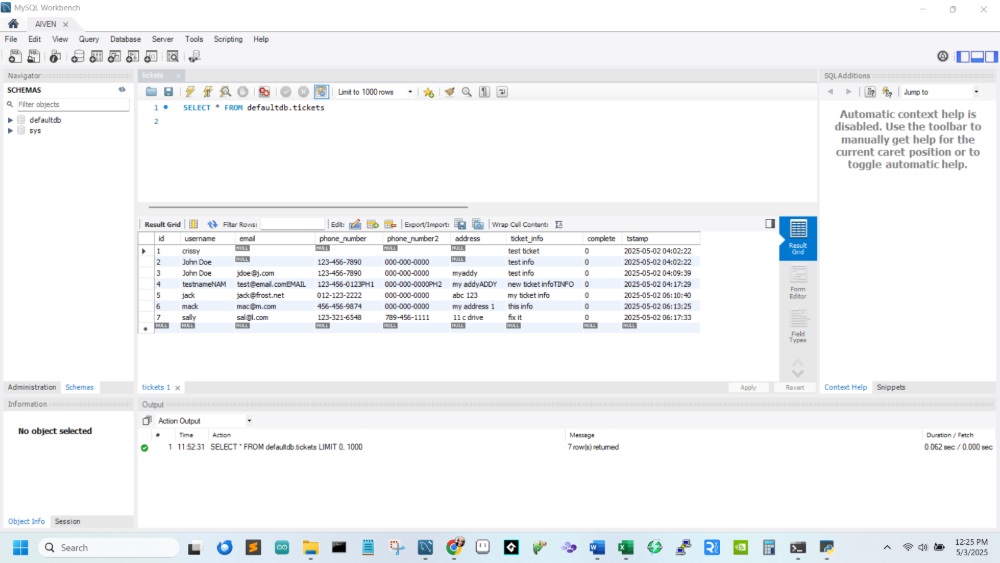 MySQL Workbench
AIVEN ×
File Edit View Query Database Server Tools Scripting Help
Navigator
SCHEMAS
Filter objects
defaultdb
sys
tickets ×
Limit to 1000 rows
1 SELECT * FROM defaultdb.tickets
2
SQLAdditions
Jump to
Automatic context help is
disabled. Use the toolbar to
manually get help for the
current caret position or to
toggle automatic help.
Result Grid Filter Rows: Edit: Export/Import: Wrap Cell Content:
id username email phone_number phone_number2 address ticket_info complete tstamp
1 crissy NULL NULL NULL test ticket 0 2025-05-02 04:02:22
2 John Doe NULL 123-456-7890 000-000-0000 NULL test info 0 2025-05-02 04:02:22
3 John Doe jdoe@j.com 123-456-7890 000-000-0000 myaddy test info 0 2025-05-02 04:09:39
4 testnameNAM test@email.comEMAIL 123-456-0123PH1 000-000-0000PH2 my addyADDY new ticket infoTINFO 0 2025-05-02 04:17:29
5 jack jack@frost.net 012-123-2222 000-000-0000 abc 123 my ticket info 0 2025-05-02 06:10:40
6 mack mac@m.com 456-456-9874 000-000-0000 my address 1 this info 0 2025-05-02 06:13:25
7 sally sal@l.com 123-321-6548 789-456-1111 11 c drive fix it 0 2025-05-02 06:17:33
NULL NULL NULL NULL NULL NULL NULL NULL NULL
Result
Grid
Form
Editor
Field
Types
Administration Schemas
tickets 1 ×
Apply Revert
Context Help Snippets
Information
No object selected
Object Info Session
Output
Action Output
# Time Action Message Duration / Fetch
1 11:52:31 SELECT * FROM defaultdb.tickets LIMIT 0, 1000 7 row(s) returned 0.062 sec / 0.000 sec
Search
12:25 PM
5/3/2025